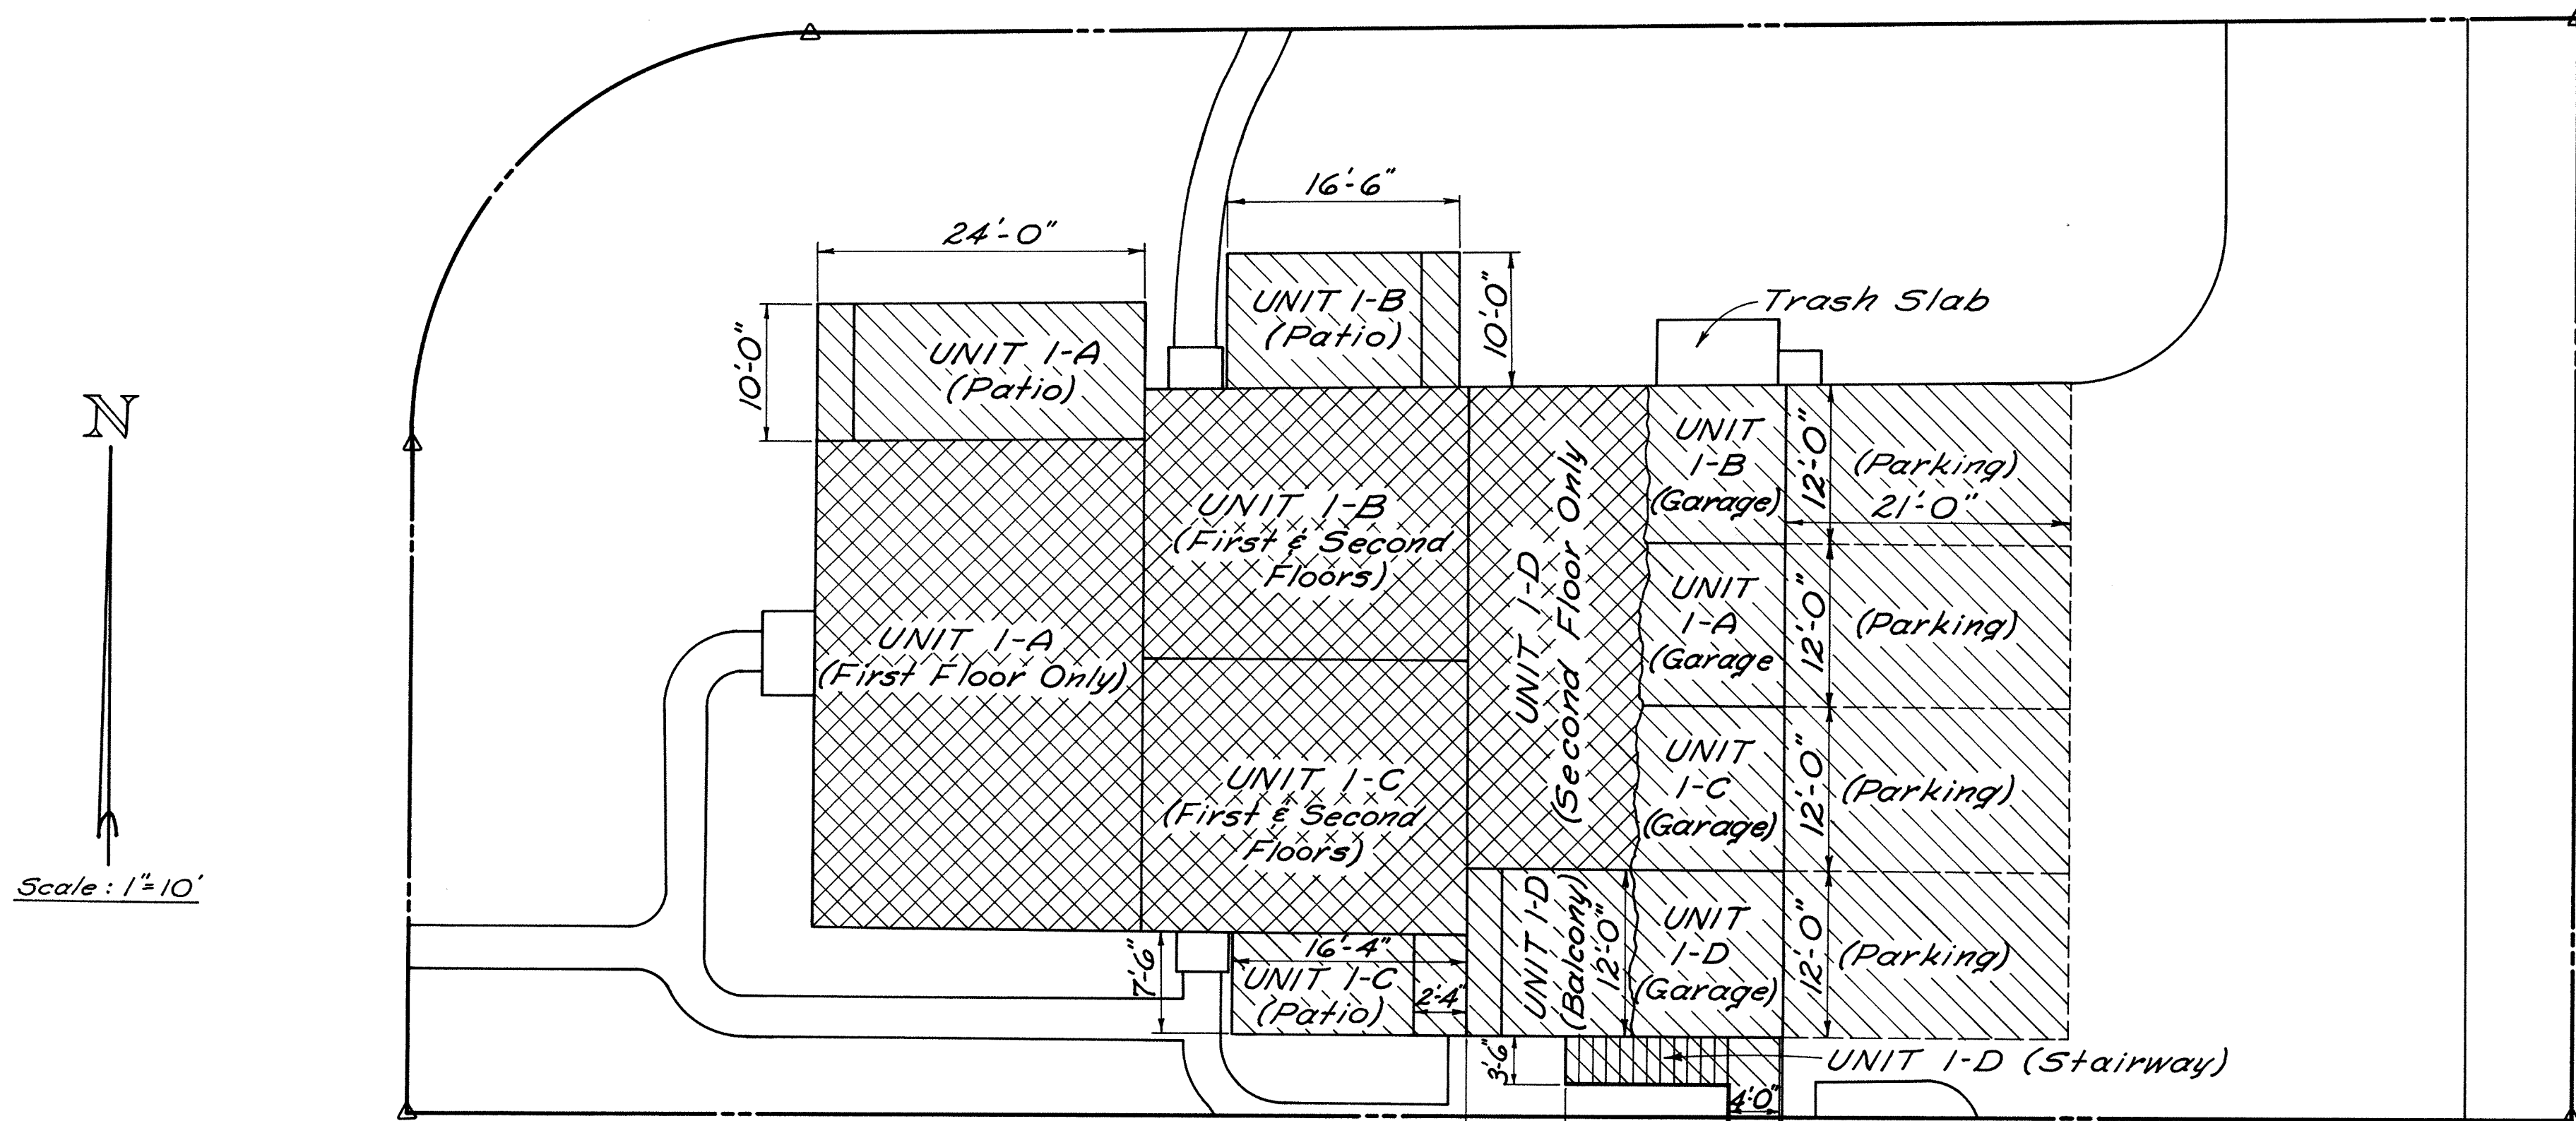 16'-6"
24'-0"
UNIT 1-B
(Patio)
10'-0"
Trash Slab
10'-0"
UNIT 1-A
(Patio)
N
Scale: 1"=10'
UNIT 1-B
(First & Second
Floors)
UNIT 1-A
(First Floor Only)
UNIT 1-C
(First & Second
Floors)
UNIT 1-D
(Second Floor Only
UNIT
1-B
(Garage)
12'-0"
(Parking)
21'-0"
UNIT
1-A
(Garage
12'-0"
(Parking)
UNIT
1-C
(Garage)
12'-0"
(Parking)
UNIT 1-D
(Balcony)
12'-0"
UNIT
1-D
(Garage)
12'-0"
(Parking)
7'-6"
16'-4"
UNIT 1-C
(Patio)
2'-4"
3'-6"
UNIT 1-D (Stairway)
4'-0"